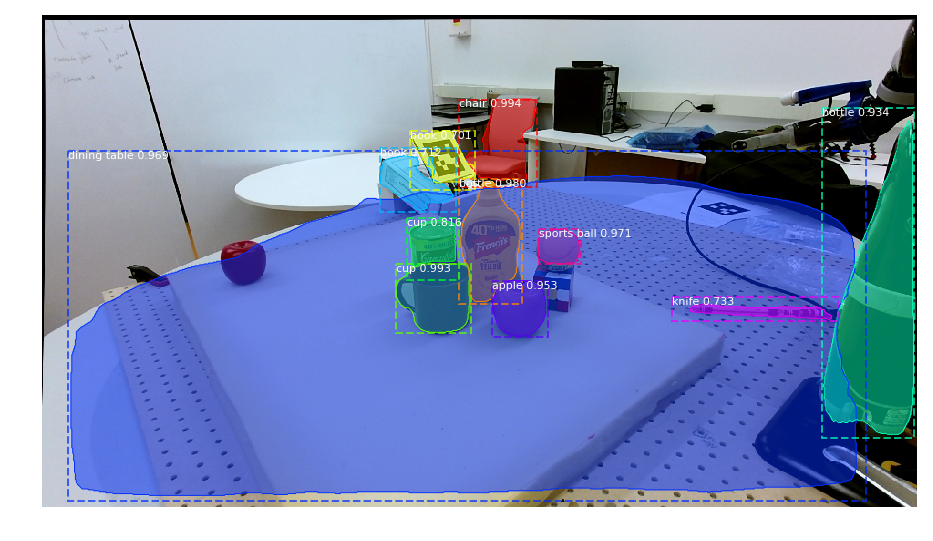 chair 0.994
bottle 0.934
book 0.701
book 0.712
dining table 0.969
bottle 0.980
cup 0.816
40TH
sports ball 0.971
French's
cup 0.993
apple 0.953
knife 0.733